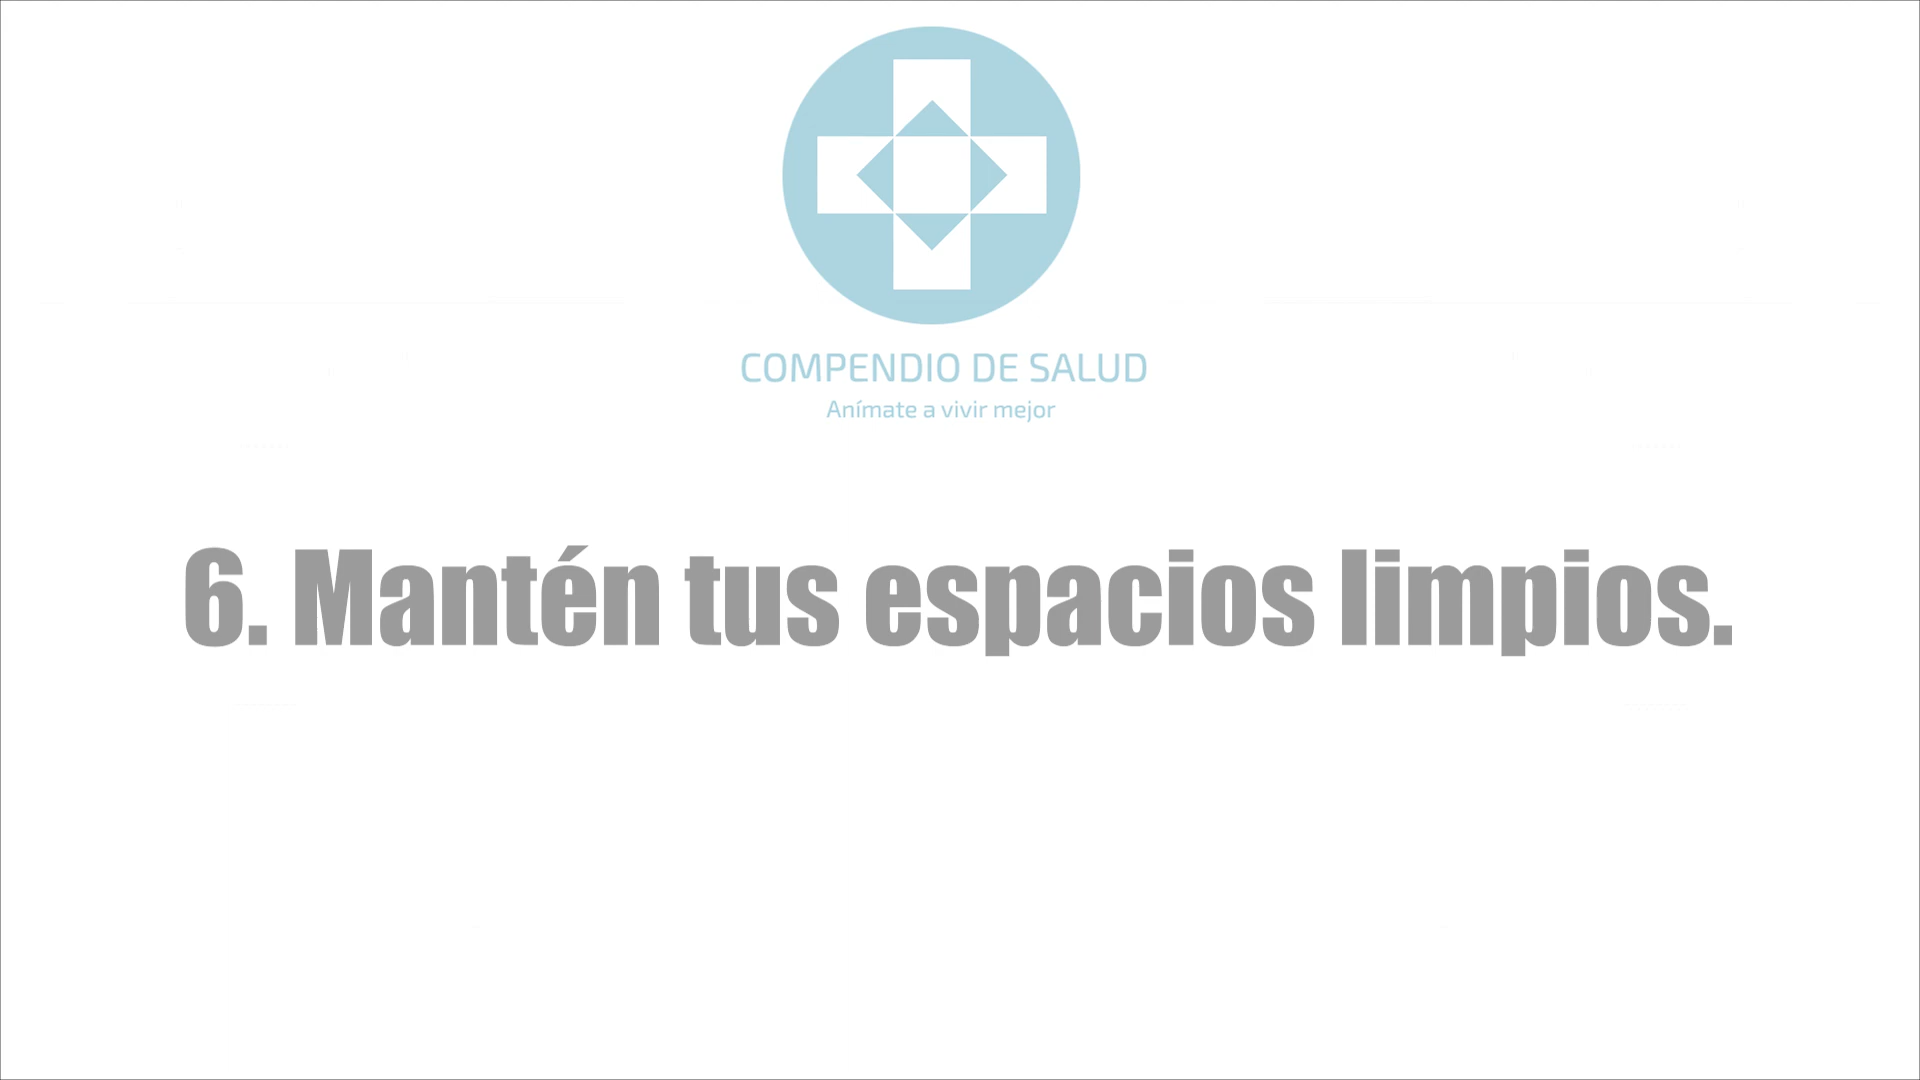 COMPENDIO DE SALUD
Anímate a vivir mejor
6. Mantén tus espacios limpios.